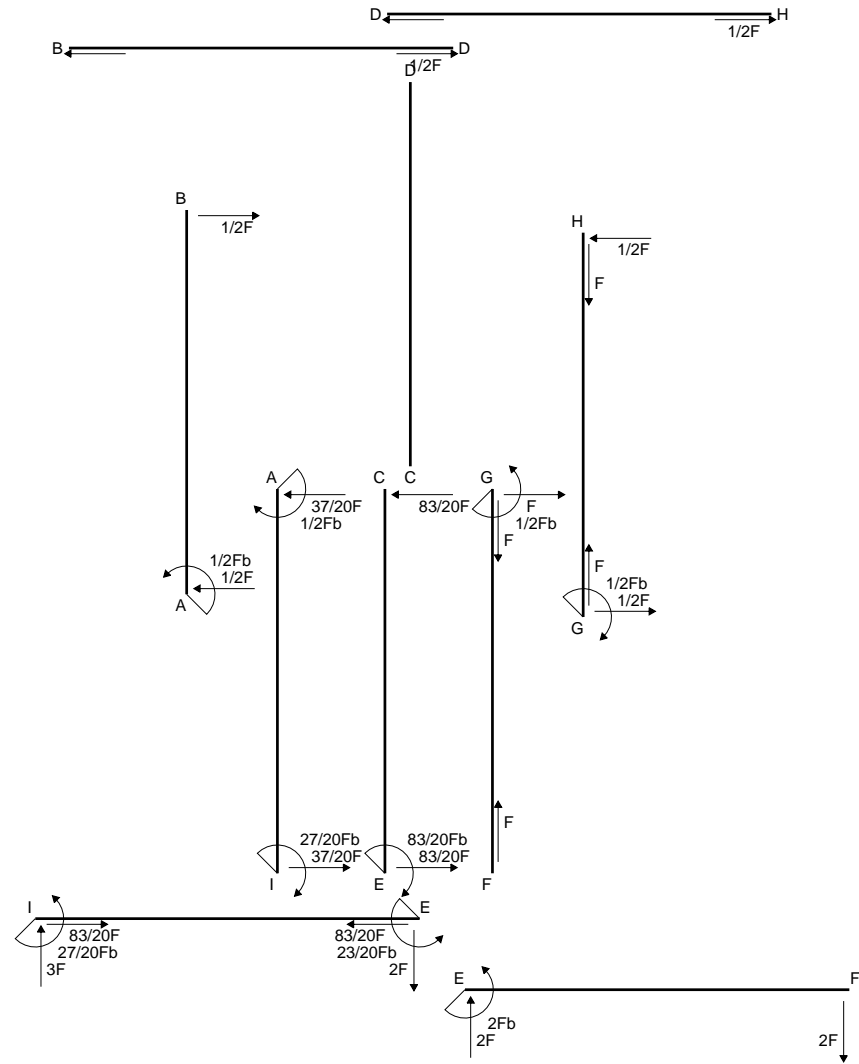 D H
1/2F
B D
1/2F
D
B
1/2F
H
1/2F
F
A C C G
37/20F 83/20F F
1/2Fb 1/2Fb
F
F
1/2Fb 1/2Fb
1/2F 1/2F
A G
F
27/20Fb 83/20Fb
37/20F 83/20F
I E F
I E
83/20F 83/20F
27/20Fb 23/20Fb
3F 2F
E F
2Fb
2F 2F